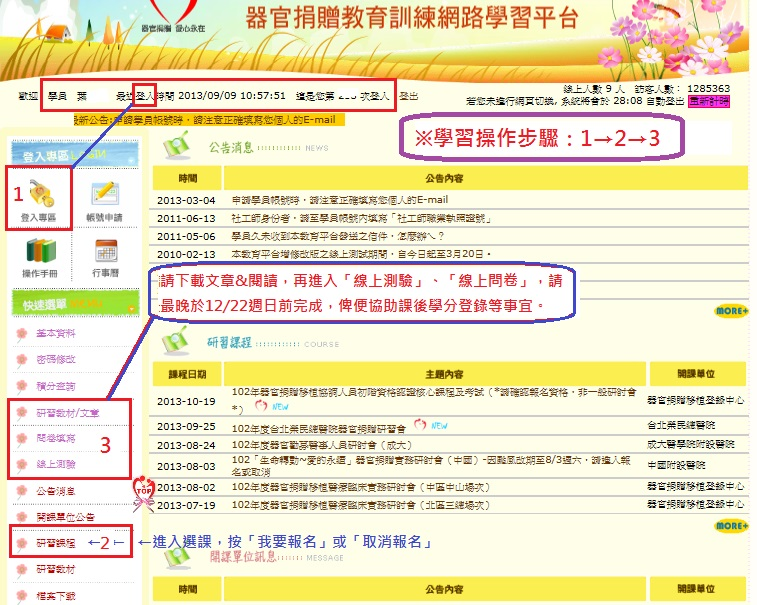 器官捐贈教育訓練網路學習平台
器官捐贈 愛心永在
歡迎 學員 葉 最近登入時間 2013/09/09 10:57:51 這是您第 次登入 登出
線上人數 9 人 訪客人數: 1285363
若您未進行網頁切換, 系統將會於 28:08 自動登出 重新計時
最新公告:申請學員帳號時，請注意正確填寫您個人的E-mail
※學習操作步驟：1→2→3
登入專區 LOGIN
1
登入專區
帳號申請
操作手冊
行事曆
公告消息 NEWS
時間 公告內容
2013-03-04 申請學員帳號時，請注意正確填寫您個人的E-mail
2011-06-13 社工師身份者，請至學員帳號內填寫「社工師職業執照證號」
2011-05-06 學員久未收到本教育平台發送之信件，怎麼辦ㄟ?
2010-02-13 本教育平台增修改版之線上測試期間，自今日起至3月20日。
請下載文章&閱讀，再進入「線上測驗」、「線上問卷」，請
最晚於12/22週日前完成，俾便協助課後學分登錄等事宜。
MORE+
快速選單 MENU
基本資料
密碼修改
積分查詢
研習教材/文章
問卷填寫
線上測驗
3
公告消息
開課單位公告
研習課程
研習教材
檔案下載
TOP
研習課程 COURSE
課程日期 主題內容 開課單位
2013-10-19 102年器官捐贈移植協調人員初階資格認證核心課程及考試（*請確認報名資格，非一般研討會
*） NEW 器官捐贈移植登錄中心
2013-09-25 102年度台北榮民總醫院器官捐贈研習會 NEW 台北榮民總醫院
2013-08-24 102年度器官勸募醫事人員研討會（成大） 成大醫學院附設醫院
2013-08-03 102「生命轉動~愛的永續」器官捐贈實務研討會（中國）-因颱風改期至8/3週六，請進入報
名或取消 中國附設醫院
2013-08-02 102年度器官捐贈移植醫療臨床實務研討會（中區中山場次） 器官捐贈移植登錄中心
2013-07-19 102年度器官捐贈移植醫療臨床實務研討會（北區三總場次） 器官捐贈移植登錄中心
MORE+
←2← ←進入選課，按「我要報名」或「取消報名」
開課單位訊息 MESSAGE
時間 公告內容 開課單位